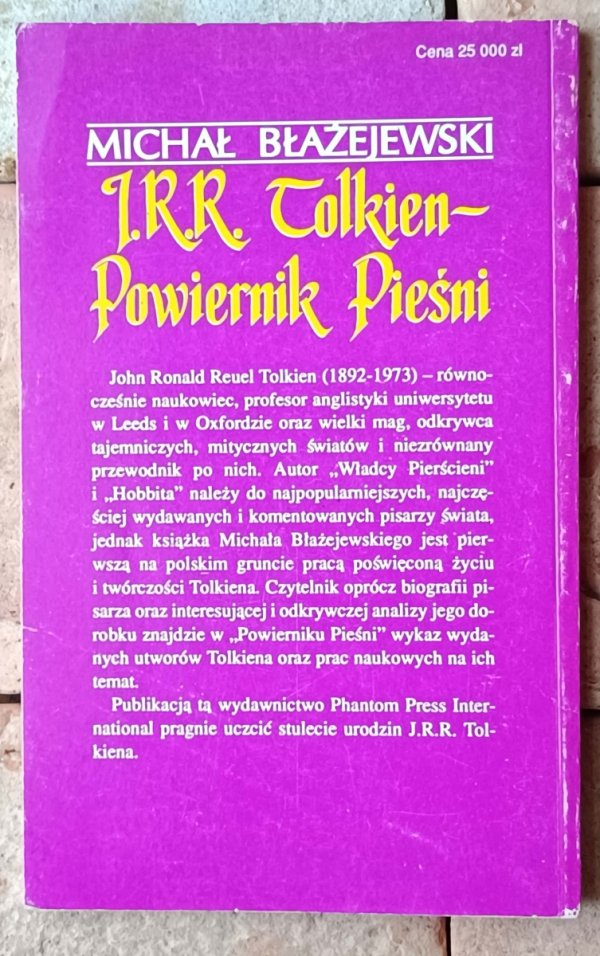 Cena 25 000 zł
MICHAŁ BŁAŻEJEWSKI
J.R.R. Tolkien–
Powiernik Pieśni
John Ronald Reuel Tolkien (1892-1973) – równo-
cześnie naukowiec, profesor anglistyki uniwersytetu
w Leeds i w Oxfordzie oraz wielki mag, odkrywca
tajemniczych, mitycznych światów i niezrównany
przewodnik po nich. Autor „Władcy Pierścieni”
i „Hobbita” należy do najpopularniejszych, najczę-
ściej wydawanych i komentowanych pisarzy świata,
jednak książka Michała Błażejewskiego jest pier-
wszą na polskim gruncie pracą poświęconą życiu
i twórczości Tolkiena. Czytelnik oprócz biografii pi-
sarza oraz interesującej i odkrywczej analizy jego do-
robku znajdzie w „Powierniku Pieśni” wykaz wyda-
nych utworów Tolkiena oraz prac naukowych na ich
temat.
Publikacją tą wydawnictwo Phantom Press Inter-
national pragnie uczcić stulecie urodzin J.R.R. Tol-
kiena.